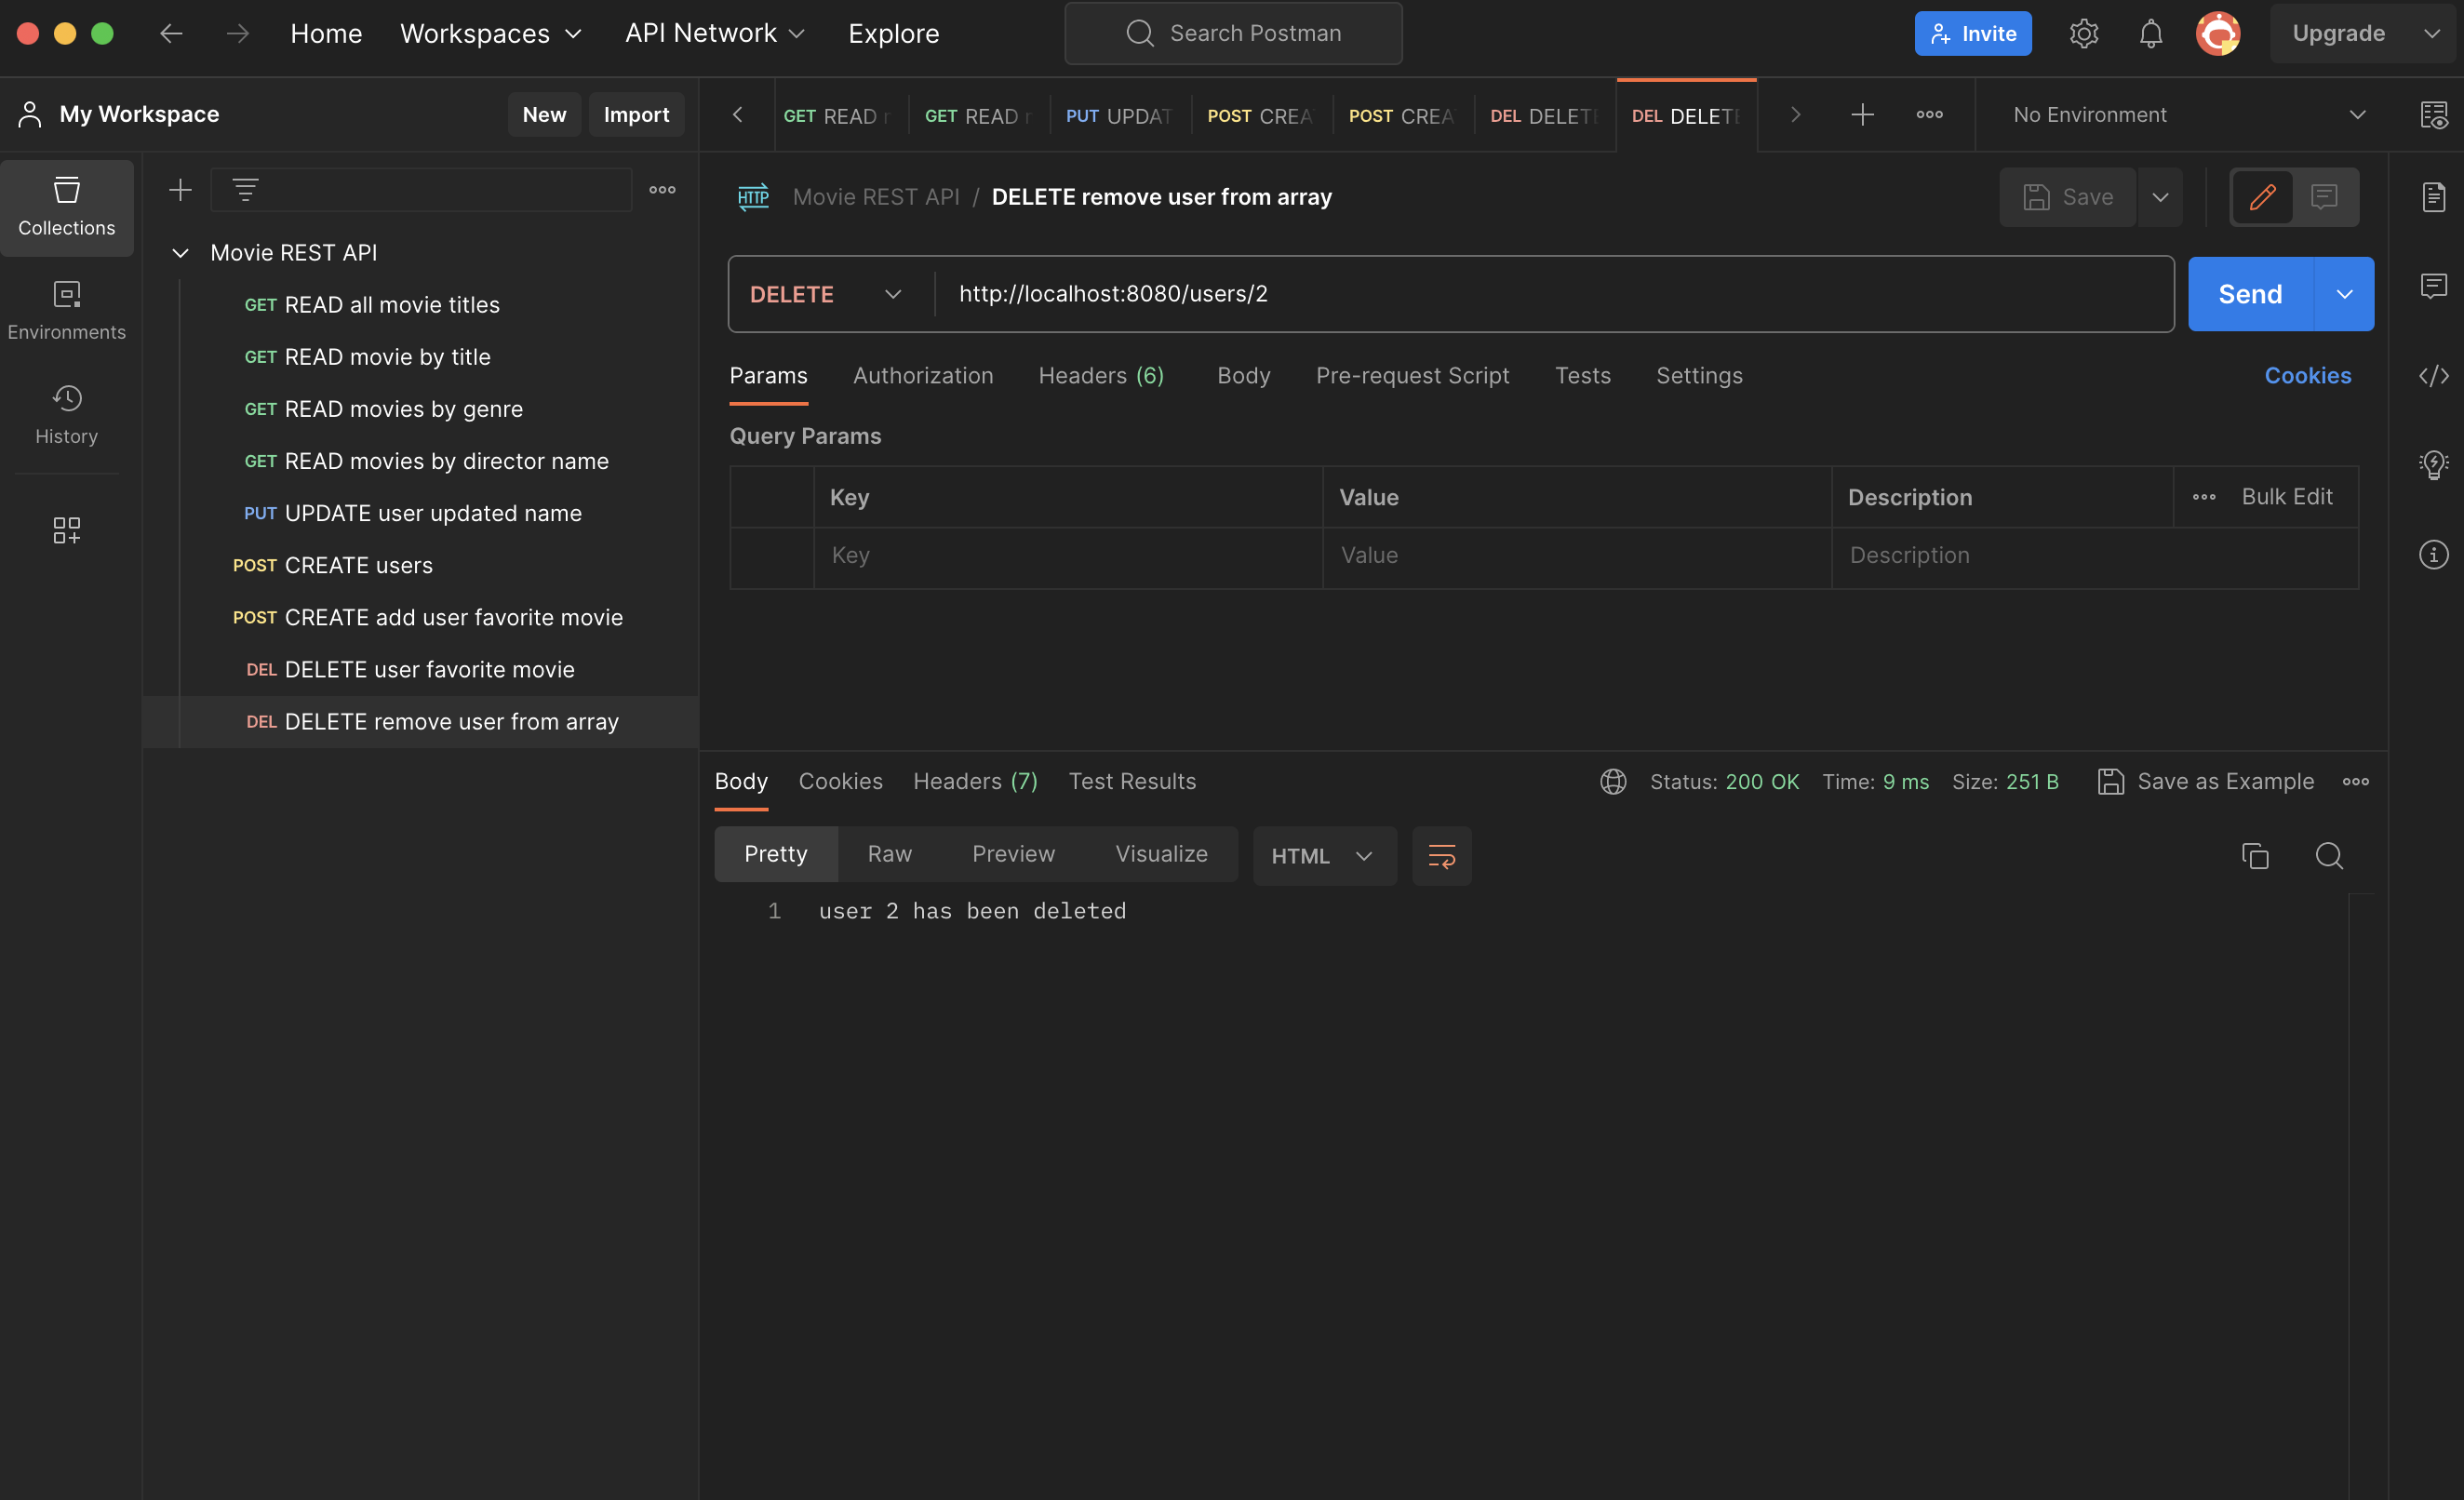 Home Workspaces API Network Explore Search Postman Invite Upgrade
My Workspace New Import
GET READ GET READ PUT UPDAT POST CREA POST CREA DEL DELETE DEL DELETE No Environment
Collections
Environments
History
Movie REST API
GET READ all movie titles
GET READ movie by title
GET READ movies by genre
GET READ movies by director name
PUT UPDATE user updated name
POST CREATE users
POST CREATE add user favorite movie
DEL DELETE user favorite movie
DEL DELETE remove user from array
HTTP Movie REST API / DELETE remove user from array Save
DELETE http://localhost:8080/users/2 Send
Params Authorization Headers (6) Body Pre-request Script Tests Settings Cookies
Query Params
Key Value Description Bulk Edit
Key Value Description
Body Cookies Headers (7) Test Results Status: 200 OK Time: 9 ms Size: 251 B Save as Example
Pretty Raw Preview Visualize HTML
1 user 2 has been deleted